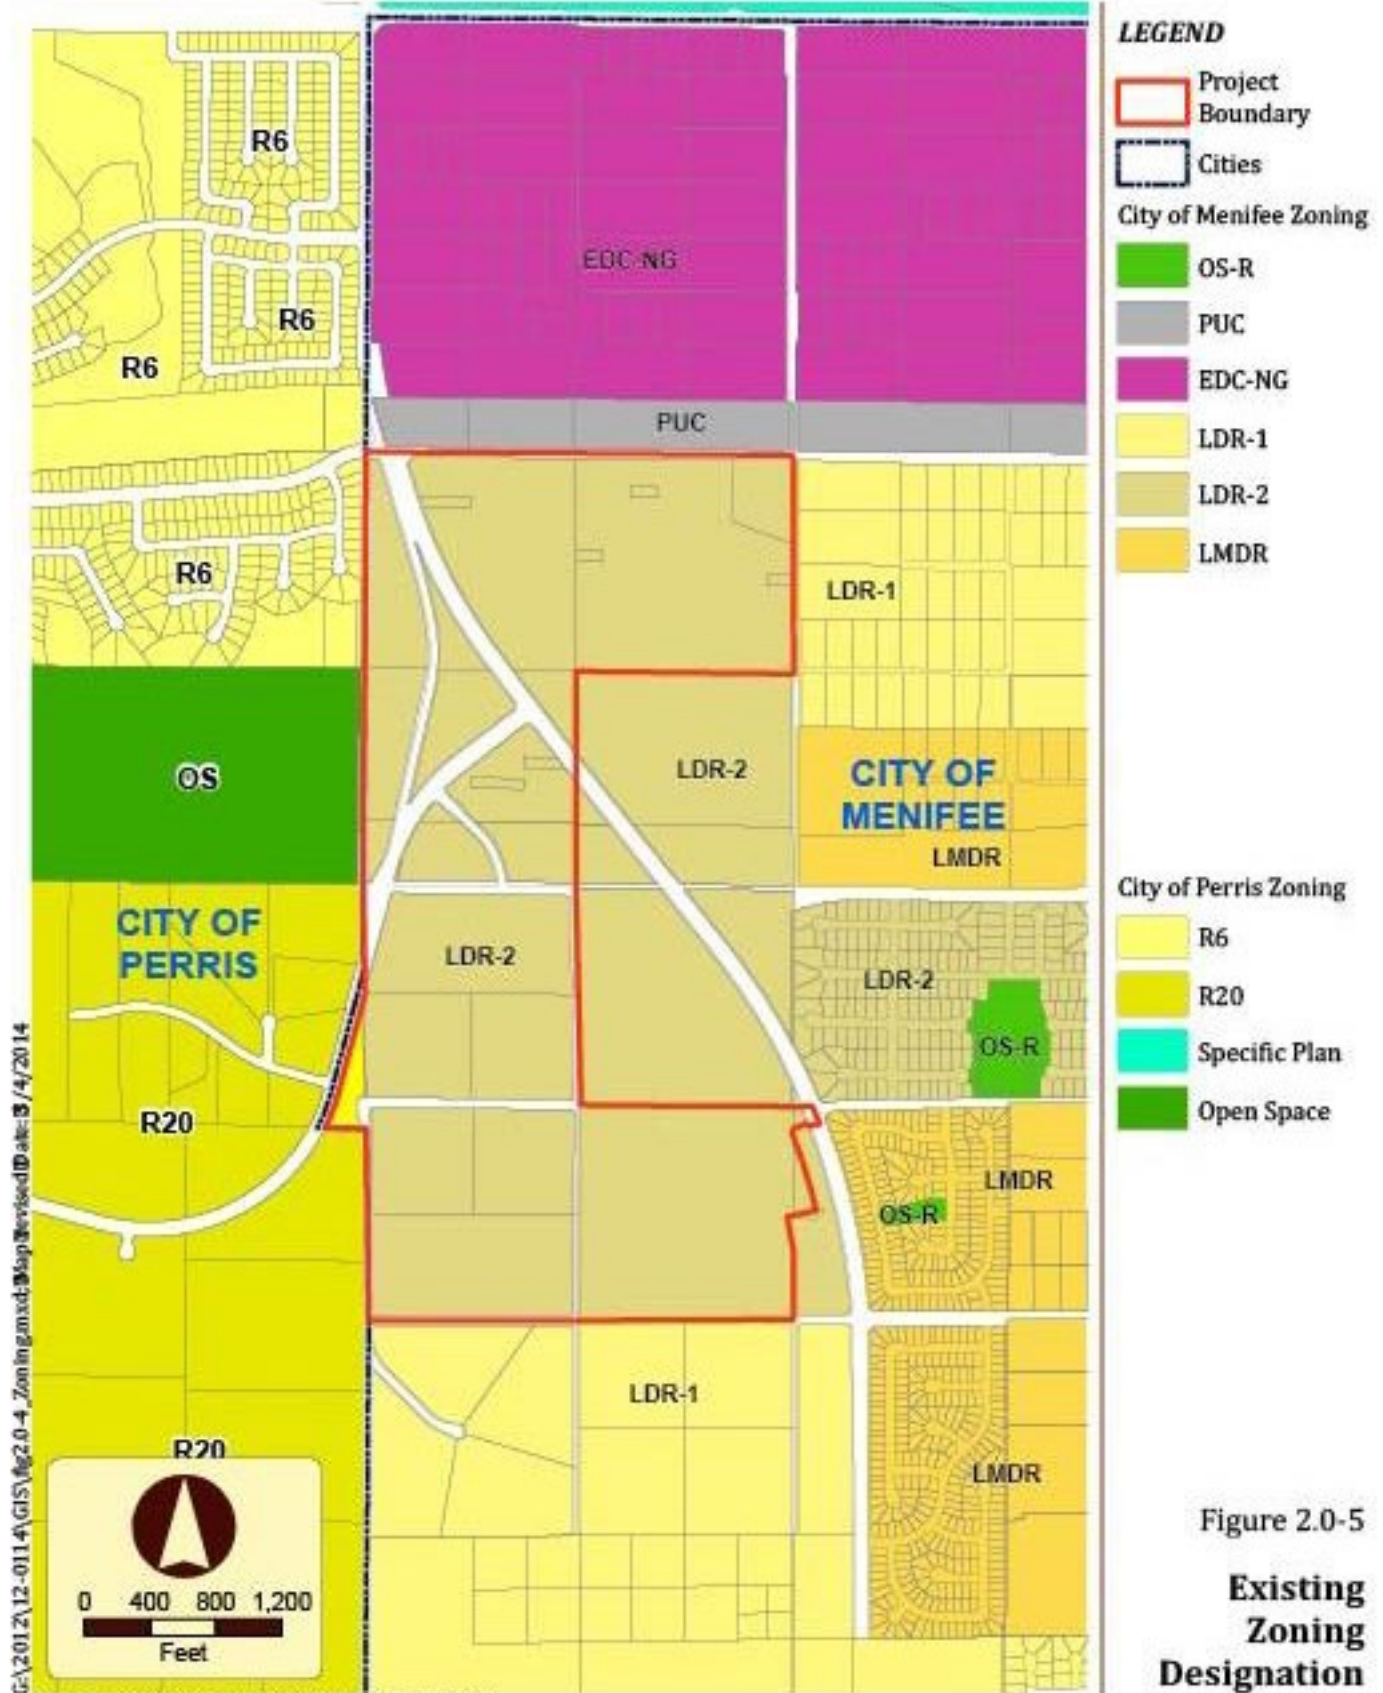 LEGEND
Project
Boundary
Cities
City of Menifee Zoning
OS-R
PUC
EDC-NG
LDR-1
LDR-2
LMDR
City of Perris Zoning
R6
R20
Specific Plan
Open Space
R6
R6
R6
EDC-NG
PUC
R6
LDR-1
OS
LDR-2
CITY OF
MENIFEE
LMDR
CITY OF
PERRIS
LDR-2
LDR-2
OS-R
R20
LMDR
OS-R
LDR-1
R20
LMDR
0 400 800 1,200
Feet
Figure 2.0-5
Existing
Zoning
Designation